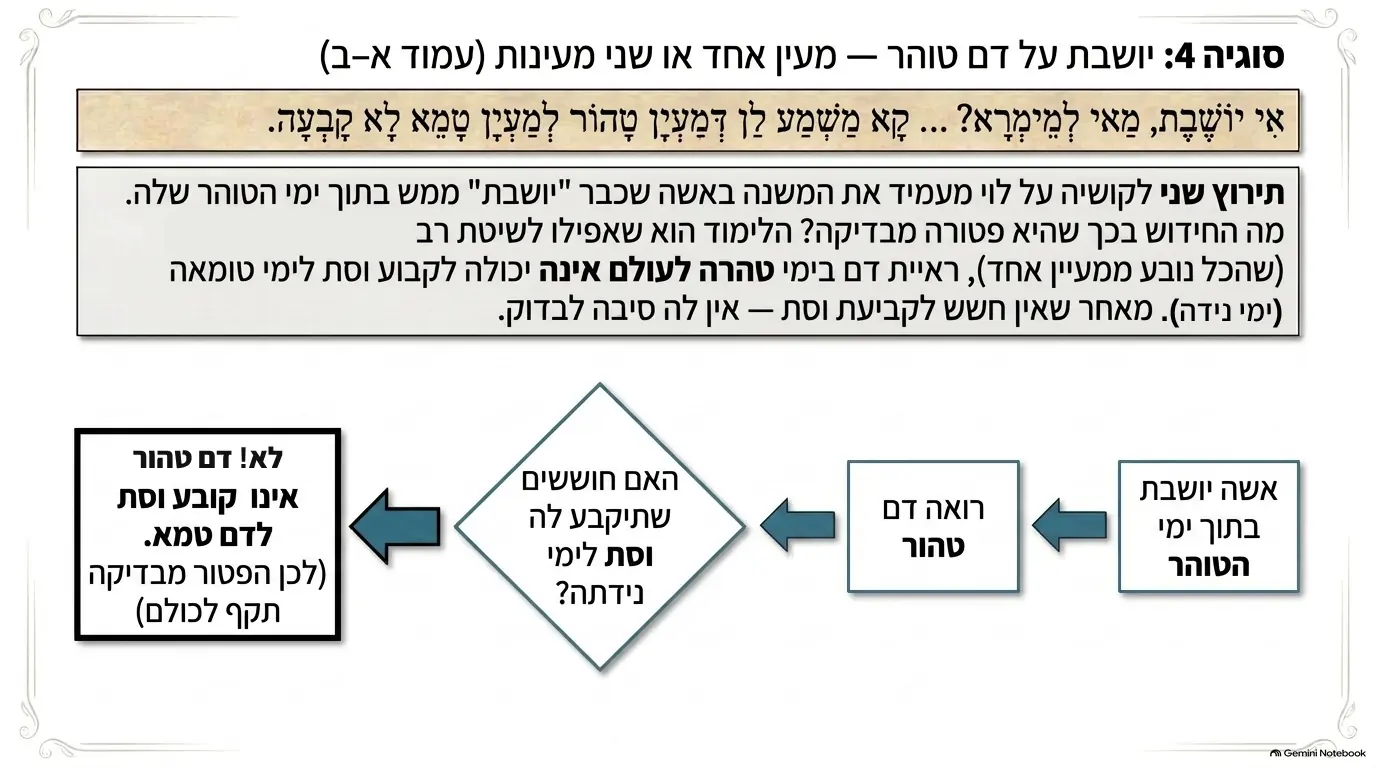 סוגיה 4: יושבת על דם טוהר — מעין אחד או שני מעינות (עמוד א–ב)
אִי יוֹשֶׁבֶת, מַאי לְמֵימְרָא? ... קָא מַשְׁמַע לַן דְּמַעְיָן טָהוֹר לְמַעְיָן טָמֵא לָא קָבְעָה.
תירוץ שני לקושיה על לוי מעמיד את המשנה באשה שכבר "יושבת" ממש בתוך ימי הטוהר שלה.
מה החידוש בכך שהיא פטורה מבדיקה? הלימוד הוא שאפילו לשיטת רב
(שהכל נובע ממעיין אחד), ראיית דם בימי טהרה לעולם אינה יכולה לקבוע וסת לימי טומאה
(ימי נידה). מאחר שאין חשש לקביעת וסת — אין לה סיבה לבדוק.
אשה יושבת
בתוך ימי
הטוהר
רואה דם
טהור
האם חוששים
שתיקבע לה
וסת לימי
נידתה?
לא! דם טהור
אינו קובע וסת
לדם טמא.
(לכן הפטור מבדיקה
תקף לכולם)
Gemini Notebook